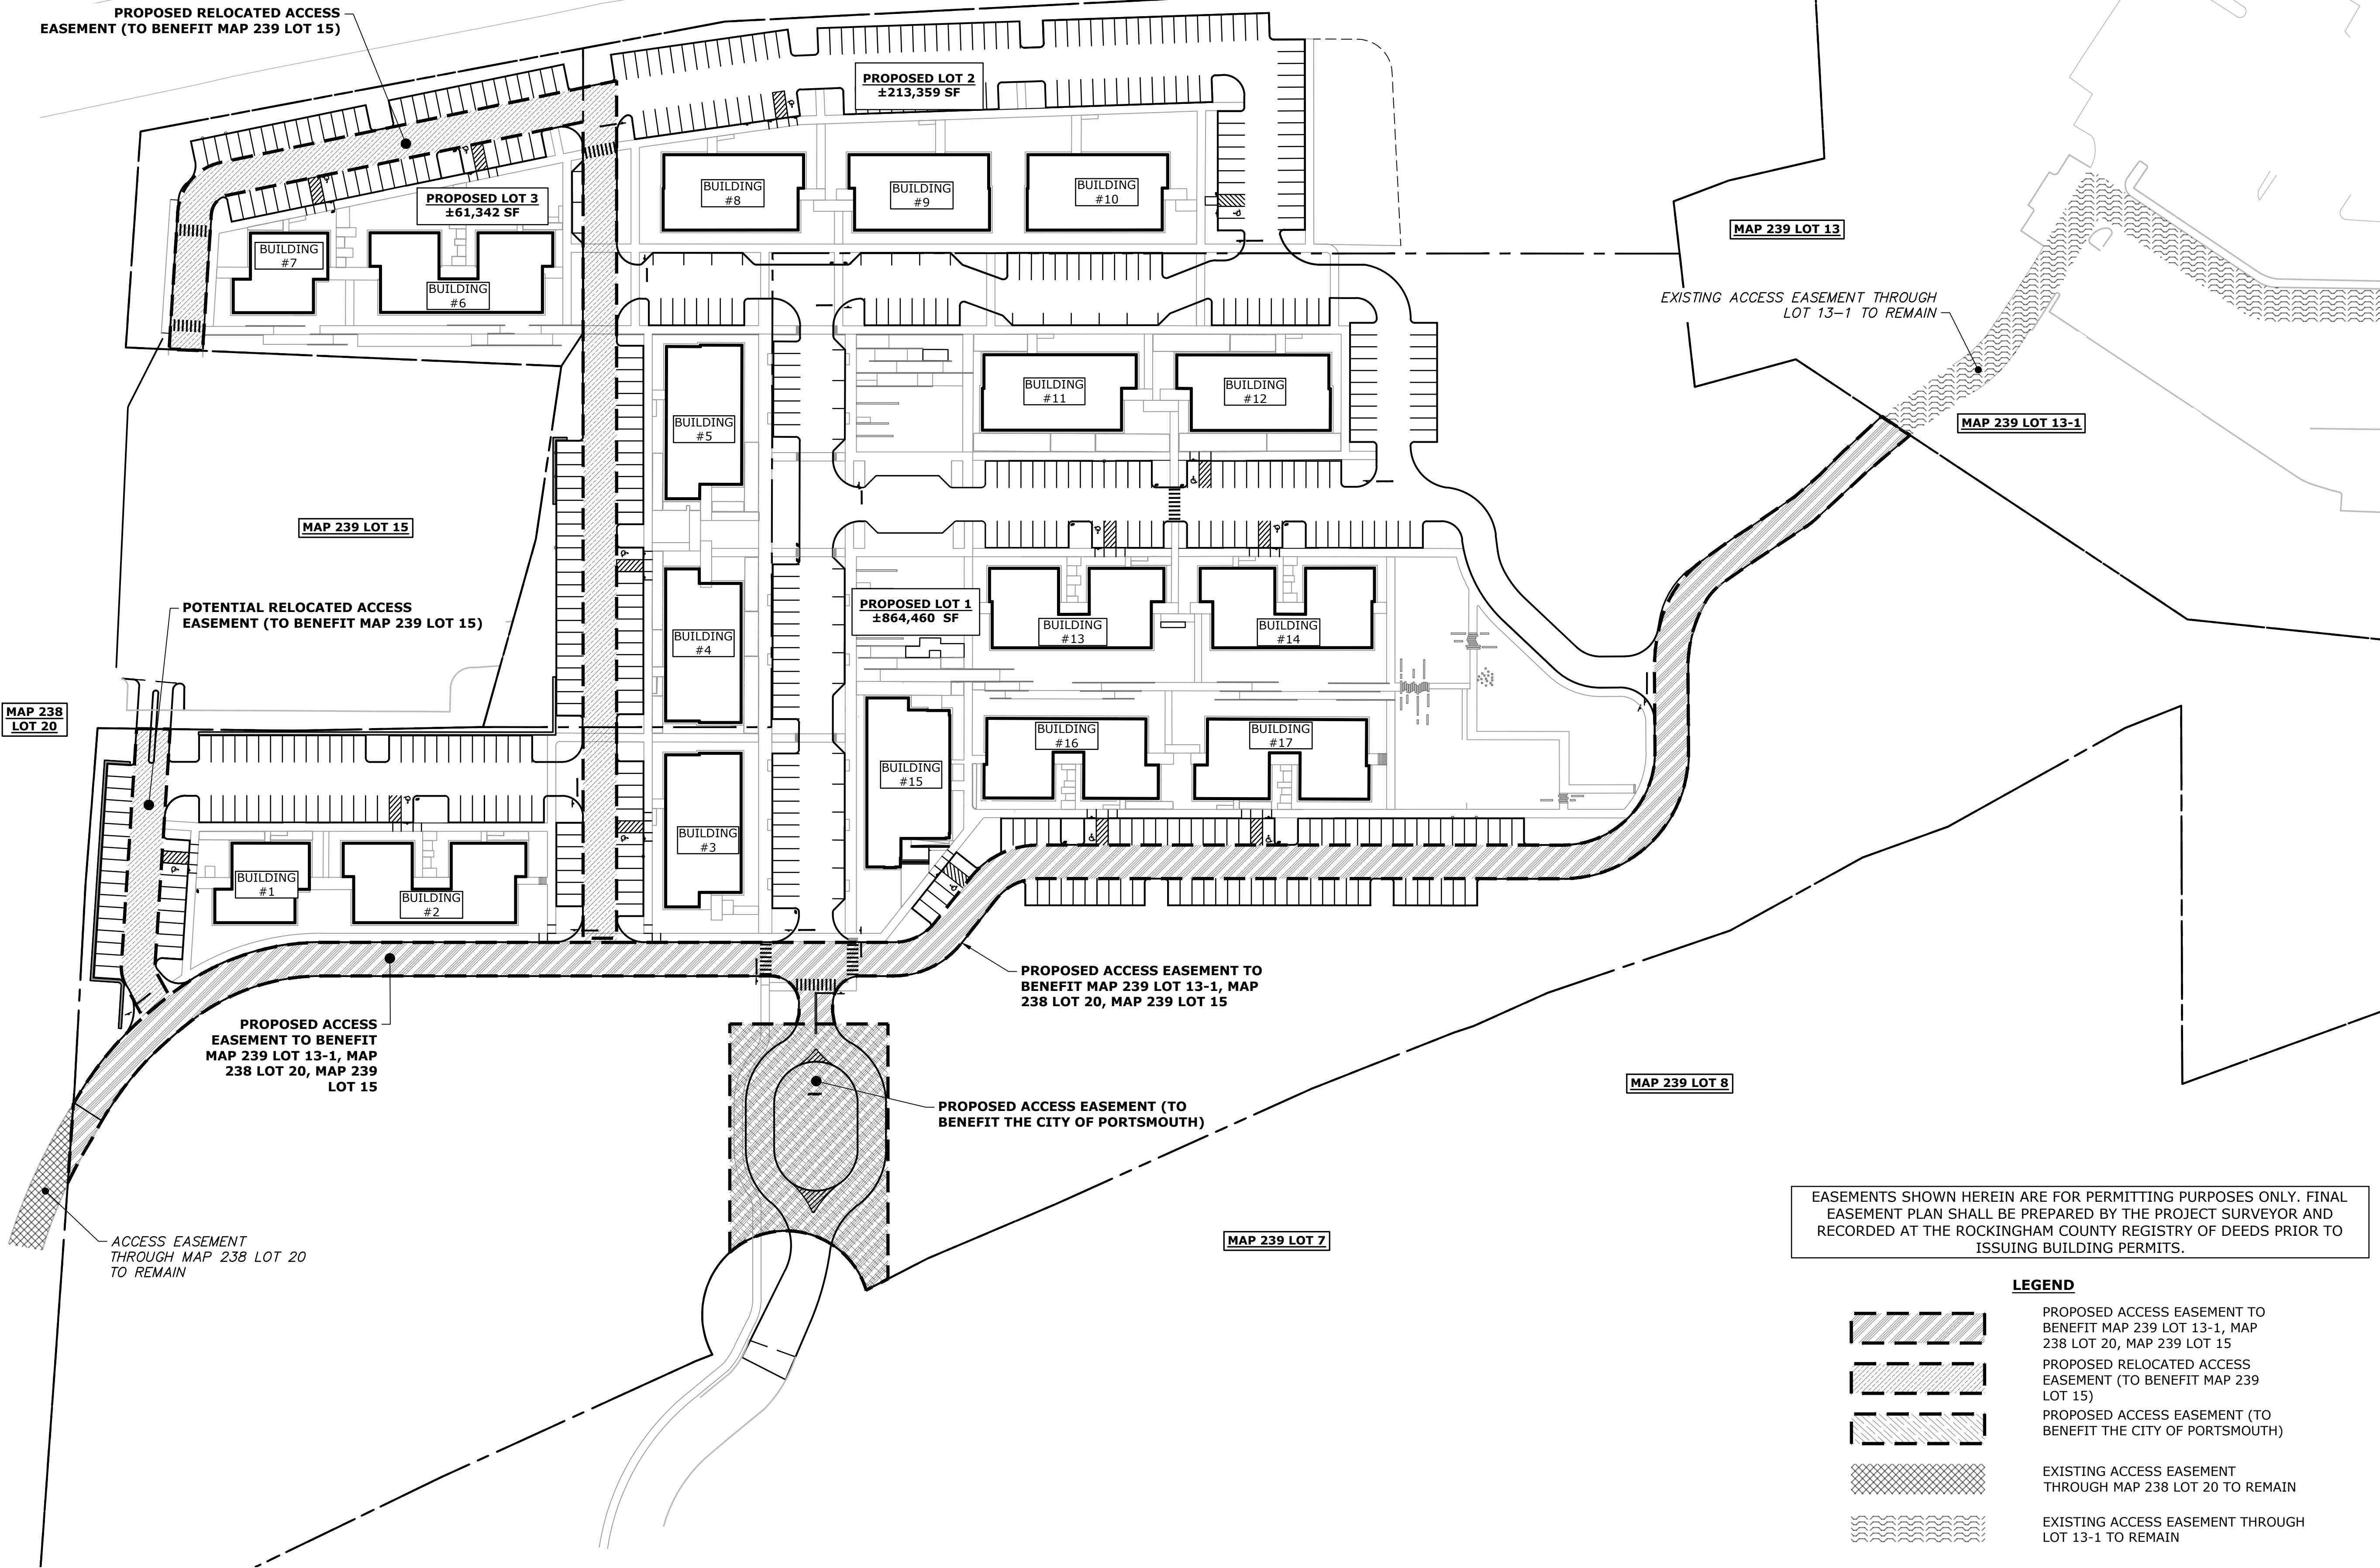 PROPOSED RELOCATED ACCESS
EASEMENT (TO BENEFIT MAP 239 LOT 15)
PROPOSED LOT 2
±213,359 SF
PROPOSED LOT 3
±61,342 SF
BUILDING
#8
BUILDING
#9
BUILDING
#10
BUILDING
#7
BUILDING
#6
MAP 239 LOT 13
EXISTING ACCESS EASEMENT THROUGH
LOT 13-1 TO REMAIN
MAP 239 LOT 13-1
BUILDING
#5
BUILDING
#11
BUILDING
#12
MAP 239 LOT 15
POTENTIAL RELOCATED ACCESS
EASEMENT (TO BENEFIT MAP 239 LOT 15)
PROPOSED LOT 1
±864,460 SF
BUILDING
#4
BUILDING
#13
BUILDING
#14
MAP 238
LOT 20
BUILDING
#16
BUILDING
#17
BUILDING
#15
BUILDING
#3
BUILDING
#1
BUILDING
#2
PROPOSED ACCESS EASEMENT TO
BENEFIT MAP 239 LOT 13-1, MAP
238 LOT 20, MAP 239 LOT 15
PROPOSED ACCESS
EASEMENT TO BENEFIT
MAP 239 LOT 13-1, MAP
238 LOT 20, MAP 239
LOT 15
PROPOSED ACCESS EASEMENT (TO
BENEFIT THE CITY OF PORTSMOUTH)
MAP 239 LOT 8
MAP 239 LOT 7
ACCESS EASEMENT
THROUGH MAP 238 LOT 20
TO REMAIN
EASEMENTS SHOWN HEREIN ARE FOR PERMITTING PURPOSES ONLY. FINAL
EASEMENT PLAN SHALL BE PREPARED BY THE PROJECT SURVEYOR AND
RECORDED AT THE ROCKINGHAM COUNTY REGISTRY OF DEEDS PRIOR TO
ISSUING BUILDING PERMITS.
LEGEND
PROPOSED ACCESS EASEMENT TO
BENEFIT MAP 239 LOT 13-1, MAP
238 LOT 20, MAP 239 LOT 15
PROPOSED RELOCATED ACCESS
EASEMENT (TO BENEFIT MAP 239
LOT 15)
PROPOSED ACCESS EASEMENT (TO
BENEFIT THE CITY OF PORTSMOUTH)
EXISTING ACCESS EASEMENT
THROUGH MAP 238 LOT 20 TO REMAIN
EXISTING ACCESS EASEMENT THROUGH
LOT 13-1 TO REMAIN